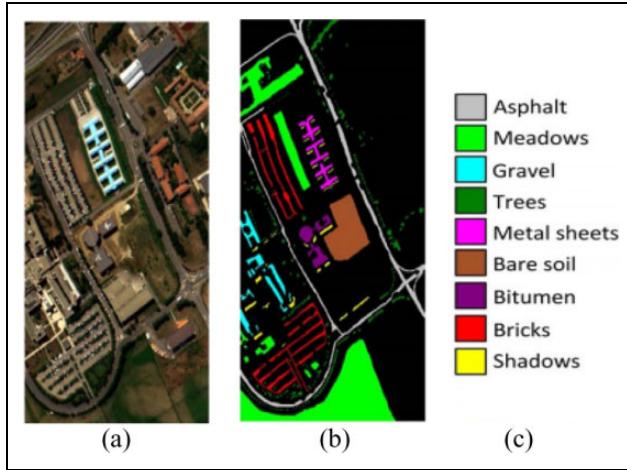 Asphalt
Meadows
Gravel
Trees
Metal sheets
Bare soil
Bitumen
Bricks
Shadows
(a) (b) (c)